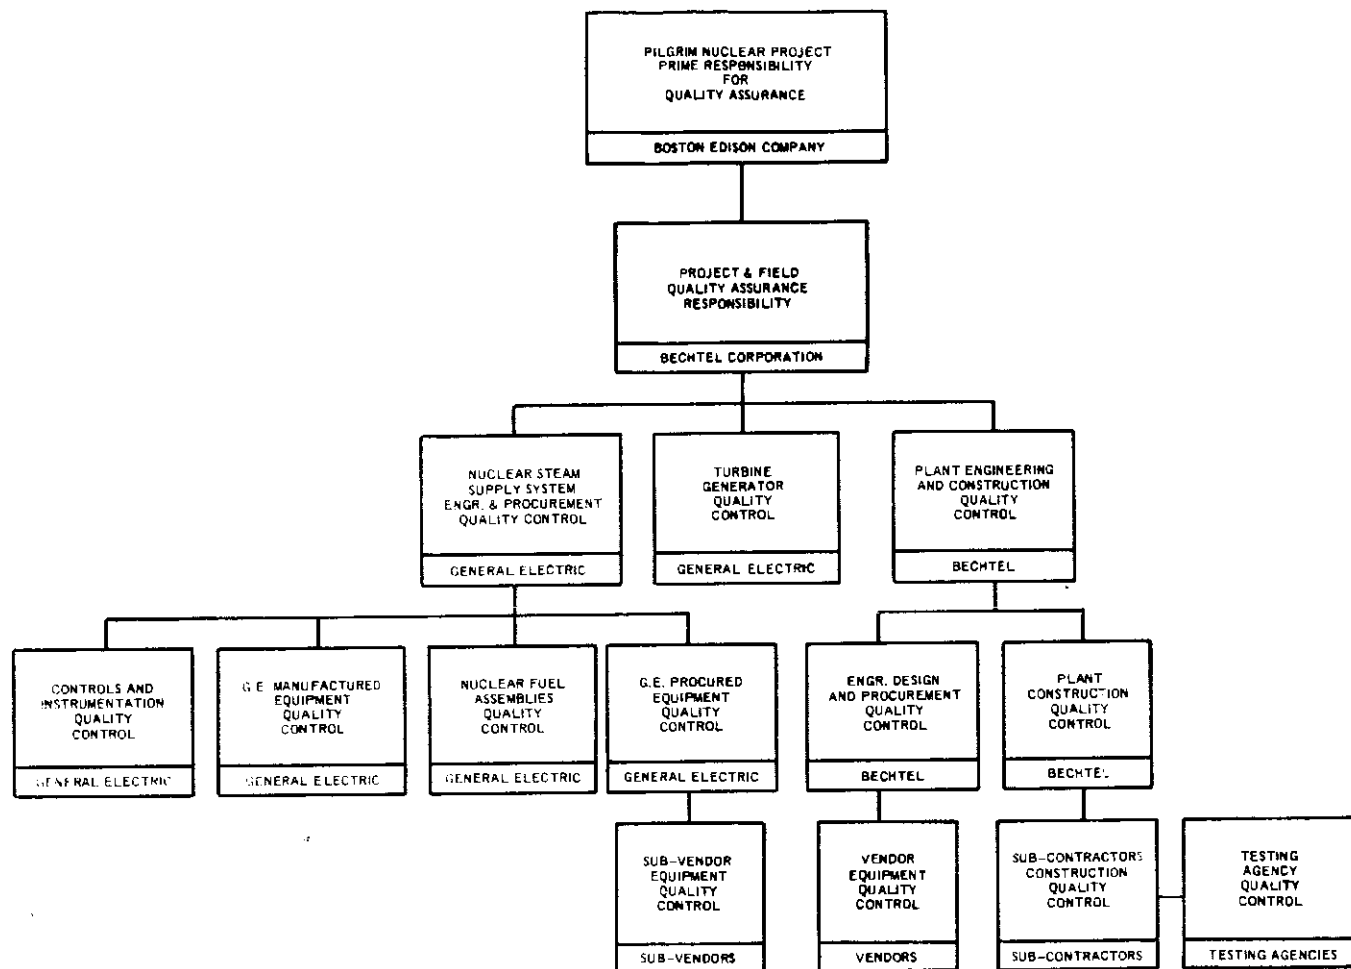 PILGRIM NUCLEAR PROJECT
PRIME RESPONSIBILITY
FOR
QUALITY ASSURANCE
BOSTON EDISON COMPANY
PROJECT & FIELD
QUALITY ASSURANCE
RESPONSIBILITY
BECHTEL CORPORATION
NUCLEAR STEAM
SUPPLY SYSTEM
ENGR. & PROCUREMENT
QUALITY CONTROL
GENERAL ELECTRIC
TURBINE
GENERATOR
QUALITY
CONTROL
GENERAL ELECTRIC
PLANT ENGINEERING
AND CONSTRUCTION
QUALITY
CONTROL
BECHTEL
CONTROLS AND
INSTRUMENTATION
QUALITY
CONTROL
GENERAL ELECTRIC
G.E. MANUFACTURED
EQUIPMENT
QUALITY
CONTROL
GENERAL ELECTRIC
NUCLEAR FUEL
ASSEMBLIES
QUALITY
CONTROL
GENERAL ELECTRIC
G.E. PROCURED
EQUIPMENT
QUALITY
CONTROL
GENERAL ELECTRIC
ENGR. DESIGN
AND PROCUREMENT
QUALITY
CONTROL
BECHTEL
PLANT
CONSTRUCTION
QUALITY
CONTROL
BECHTEL
SUB-VENDOR
EQUIPMENT
QUALITY
CONTROL
SUB-VENDORS
VENDOR
EQUIPMENT
QUALITY
CONTROL
VENDORS
SUB-CONTRACTORS
CONSTRUCTION
QUALITY
CONTROL
SUB-CONTRACTORS
TESTING
AGENCY
QUALITY
CONTROL
TESTING AGENCIES